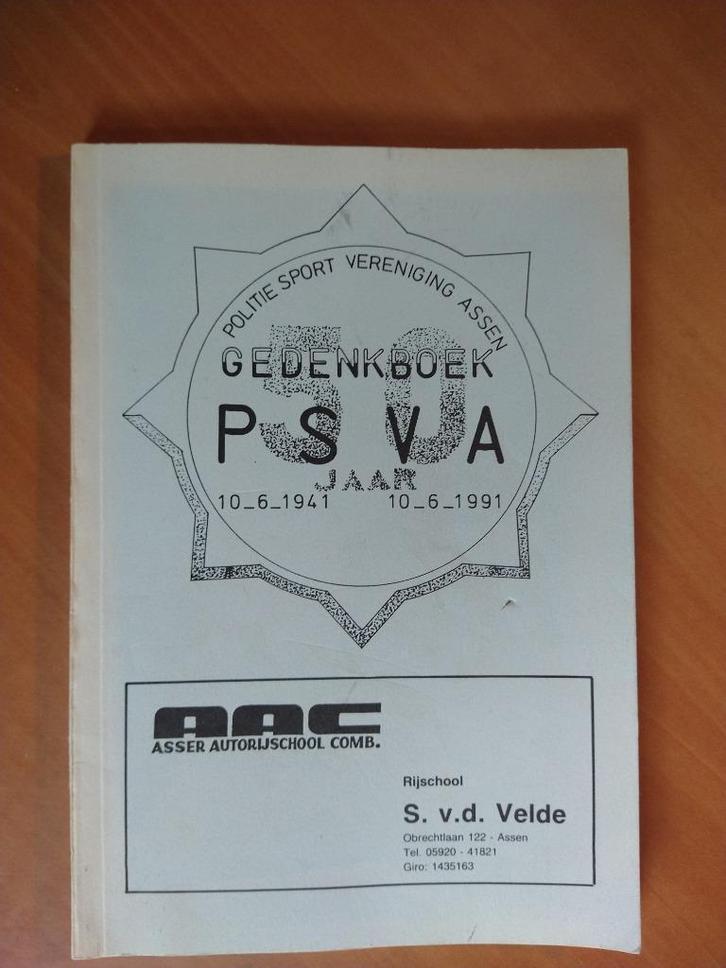 POLITIE SPORT VERENIGING ASSEN
GEDENKBOEK
50
PSVA
JAAR
10_6_1941 10_6_1991
AAC
ASSER AUTORIJSCHOOL COMB.
Rijschool
S. v.d. Velde
Obrechtlaan 122 - Assen
Tel. 05920 - 41821
Giro: 1435163